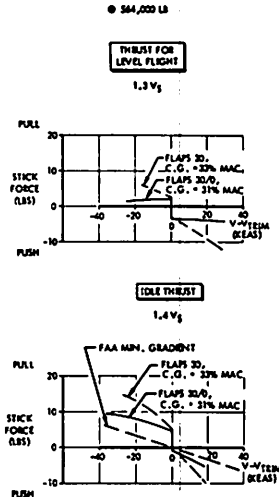 @ 564,000 LB
THRUST FOR
LEVEL FLIGHT
1.3 VS
PULL
20
10
0
-10
STICK
FORCE
(LBS)
PUSH
FLAPS 30,
C.G. = 33% MAC
FLAPS 30/0,
C.G. = 31% MAC
-40
-20
0
20
V-VTRIM
(KEAS)
IDLE THRUST
1.4 VS
FAA MIN. GRADIENT
PULL
20
10
0
-10
STICK
FORCE
(LBS)
PUSH
FLAPS 30,
C.G. = 33% MAC
FLAPS 30/0,
C.G. = 31% MAC
-40
-20
0
20
V-VTRIM
(KEAS)